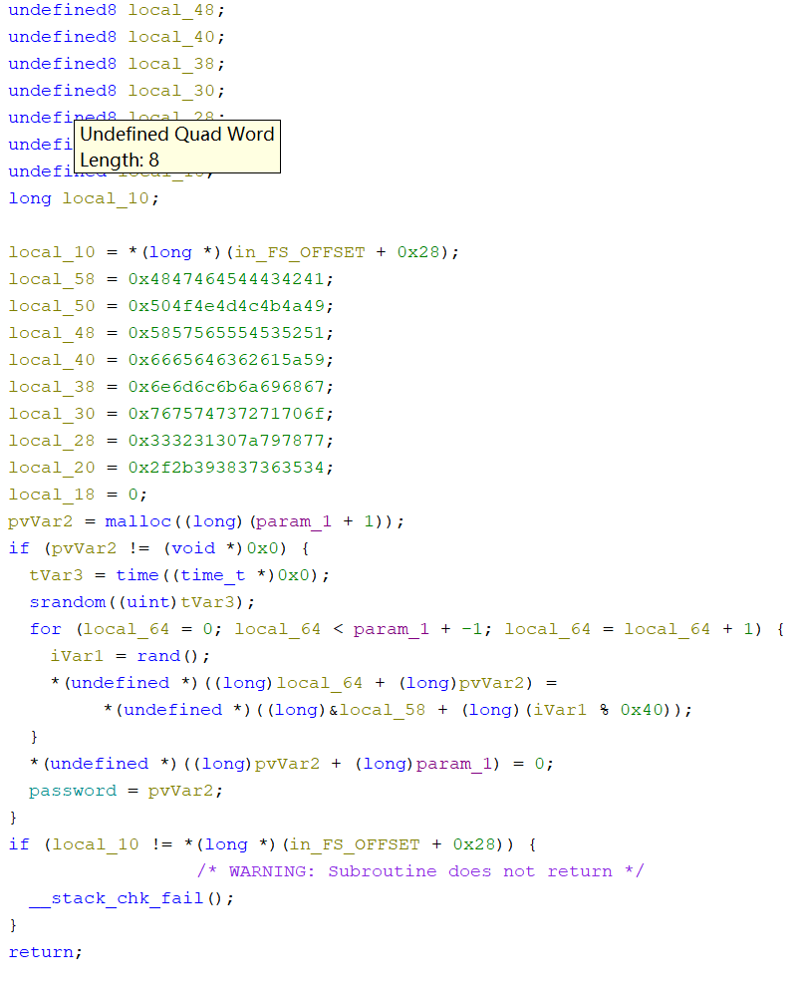 undefined8 local_48;
undefined8 local_40;
undefined8 local_38;
undefined8 local_30;
undefined8 local_28;
Undefined Quad Word
Length: 8
undefi
undefin
long local_10;
local_10 = *(long *)(in_FS_OFFSET + 0x28);
local_58 = 0x4847464544434241;
local_50 = 0x504f4e4d4c4b4a49;
local_48 = 0x5857565554535251;
local_40 = 0x6665646362615a59;
local_38 = 0x6e6d6c6b6a696867;
local_30 = 0x767574737271706f;
local_28 = 0x333231307a797877;
local_20 = 0x2f2b393837363534;
local_18 = 0;
pvVar2 = malloc((long)(param_1 + 1));
if (pvVar2 != (void *)0x0) {
tVar3 = time((time_t *)0x0);
srandom((uint)tVar3);
for (local_64 = 0; local_64 < param_1 + -1; local_64 = local_64 + 1) {
iVar1 = rand();
*(undefined *)((long)local_64 + (long)pvVar2) =
*(undefined *)((long)&local_58 + (long)(iVar1 % 0x40));
}
*(undefined *)((long)pvVar2 + (long)param_1) = 0;
password = pvVar2;
}
if (local_10 != *(long *)(in_FS_OFFSET + 0x28)) {
/* WARNING: Subroutine does not return */
__stack_chk_fail();
}
return;